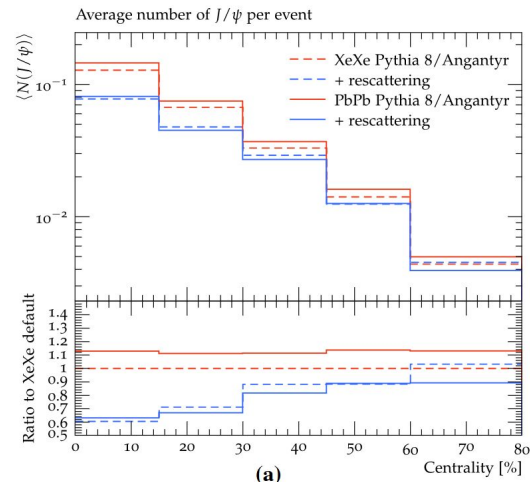 Average number of J/ψ per event
⟨N(J/ψ)⟩
XeXe Pythia 8/Angantyr
+ rescattering
PbPb Pythia 8/Angantyr
+ rescattering
10⁻¹
10⁻²
Ratio to XeXe default
1.4
1.3
1.2
1.1
1
0.9
0.8
0.7
0.6
0.5
0 10 20 30 40 50 60 70 80
Centrality [%]
(a)